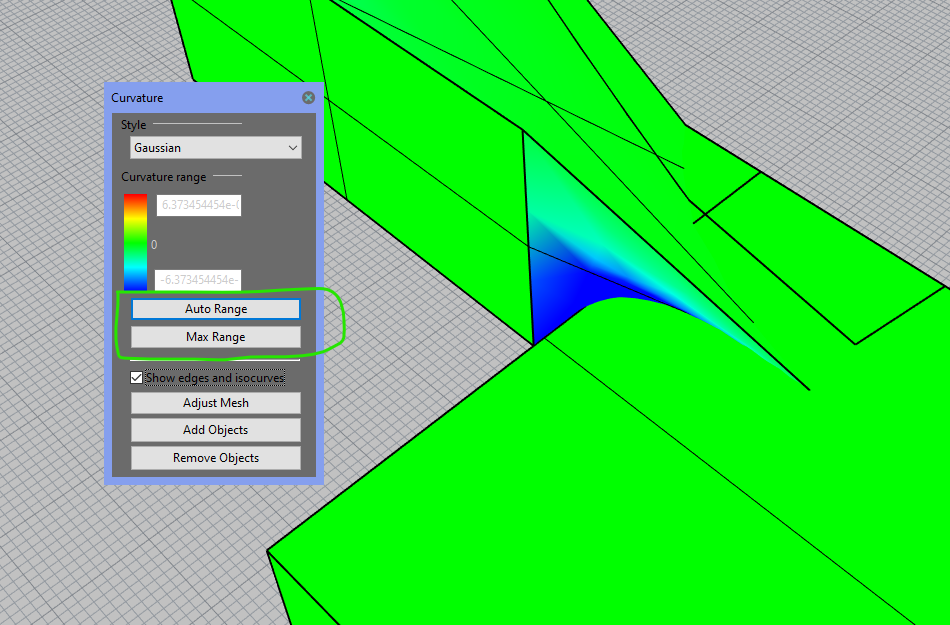 Curvature
Style
Gaussian
Curvature range
6.373454454e-(
0
-6.373454454e-
Auto Range
Max Range
Show edges and isocurves
Adjust Mesh
Add Objects
Remove Objects